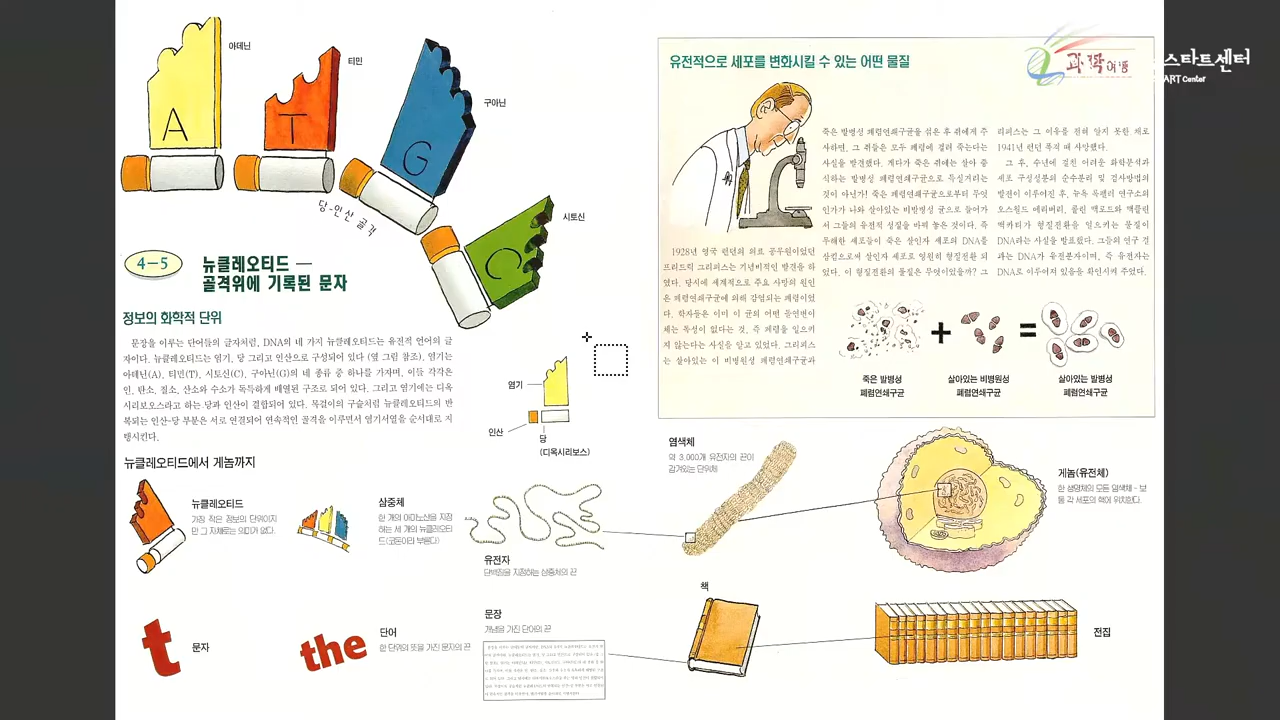 아데닌
티민
구아닌
시토신
A
T
G
C
당-인산 골격
4-5
뉴클레오티드 —
골격위에 기록된 문자
정보의 화학적 단위
문장을 이루는 단어들의 글자처럼, DNA의 네 가지 뉴클레오티드는 유전적 언어의 글
자이다. 뉴클레오티드는 염기, 당 그리고 인산으로 구성되어 있다 (옆 그림 참조). 염기는
아데닌(A), 티빈(T), 시토신(C), 구아닌(G)의 네 종류 중 하나를 가자며, 이들 각각은
인, 탄소, 질소, 산소와 수소가 독특하게 배열된 구조로 되어 있다. 그리고 염기에는 디옥
시리보오스라고 하는 당과 인산이 결합되어 있다. 목걸이의 구슬처럼 뉴클레오티드의 반
복되는 인산-당 부분은 서로 연결되어 연속적인 골격을 이루면서 염기서열을 순서대로 지
탱시킨다.
염기
인산
당
(디옥시리보스)
유전적으로 세포를 변화시킬 수 있는 어떤 물질
과학여행
스타트센터
ART Center
1928년 영국 런던의 의료 공무원이었던
프리드릭 그리피스는 기념비적인 발견을 하
였다. 당시에 세계적으로 주요 사망의 원인
은 폐렴연쇄구균에 의해 감염되는 폐렴이었
다. 학자들은 이미 이 균의 어떤 돌연변이
체는 독성이 없다는 것, 즉 폐렴을 일으키
지 않는다는 사실을 알고 있었다. 그리피스
는 살아있는 이 비병원성 폐렴연쇄구균과
죽은 발병성 폐렴연쇄구균을 섞은 후 쥐에게 주
사하면, 그 쥐들은 모두 폐렴에 걸려 죽는다는
사실을 발견했다. 게다가 죽은 쥐에는 살아 증
식하는 발병성 폐렴연쇄구균으로 득실거리는
것이 아닌가! 죽은 폐렴연쇄구균으로부터 무엇
인가가 나와 살아있는 비발병성 균으로 들어가
서 그들의 유전적 성질을 바꿔 놓은 것이다. 즉
무해한 세포들이 죽은 살인자 세포의 DNA를
삼킴으로써 살인자 세포로 영원히 형질전환 되
었다. 이 형질전환의 물질은 무엇이었을까? 그
리피스는 그 이유를 전혀 알지 못한 채로
1941년 런던 폭격 때 사망했다.
그 후, 수년에 걸친 어려운 화학분석과
세포 구성성분의 순수분리 및 검사방법의
발전이 이루어진 후, 뉴욕 록펠러 연구소의
오스월드 에이버리, 콜린 맥로드와 맥클린
맥카티가 형질전환을 일으키는 물질이
DNA라는 사실을 발표했다. 그들의 연구 결
과는 DNA가 유전분자이며, 즉 유전자는
DNA로 이루어져 있음을 확인시켜 주었다.
+
=
죽은 발병성
폐렴연쇄구균
살아있는 비병원성
폐렴연쇄구균
살아있는 발병성
폐렴연쇄구균
뉴클레오티드에서 게놈까지
뉴클레오티드
가장 작은 정보의 단위이지
만 그 자체로는 의미가 없다.
삼중체
한 개의 아미노산을 지정
하는 세 개의 뉴클레오티
드(코돈이라 부른다)
유전자
단백질을 지정하는 삼중체의 끈
염색체
약 3,000개 유전자의 끈이
감겨있는 단위체
게놈(유전체)
한 생명체의 모든 염색체 - 보
통 각 세포의 핵에 위치한다.
t
문자
the
단어
한 단위의 뜻을 가진 문자의 끈
문장
개념을 가진 단어의 끈
책
전집